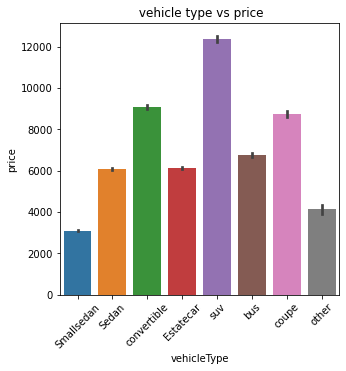 vehicle type vs price
12000
10000
8000
6000
4000
2000
0
price
Smallsedan
Sedan
convertible
Estatecar
suv
bus
coupe
other
vehicleType